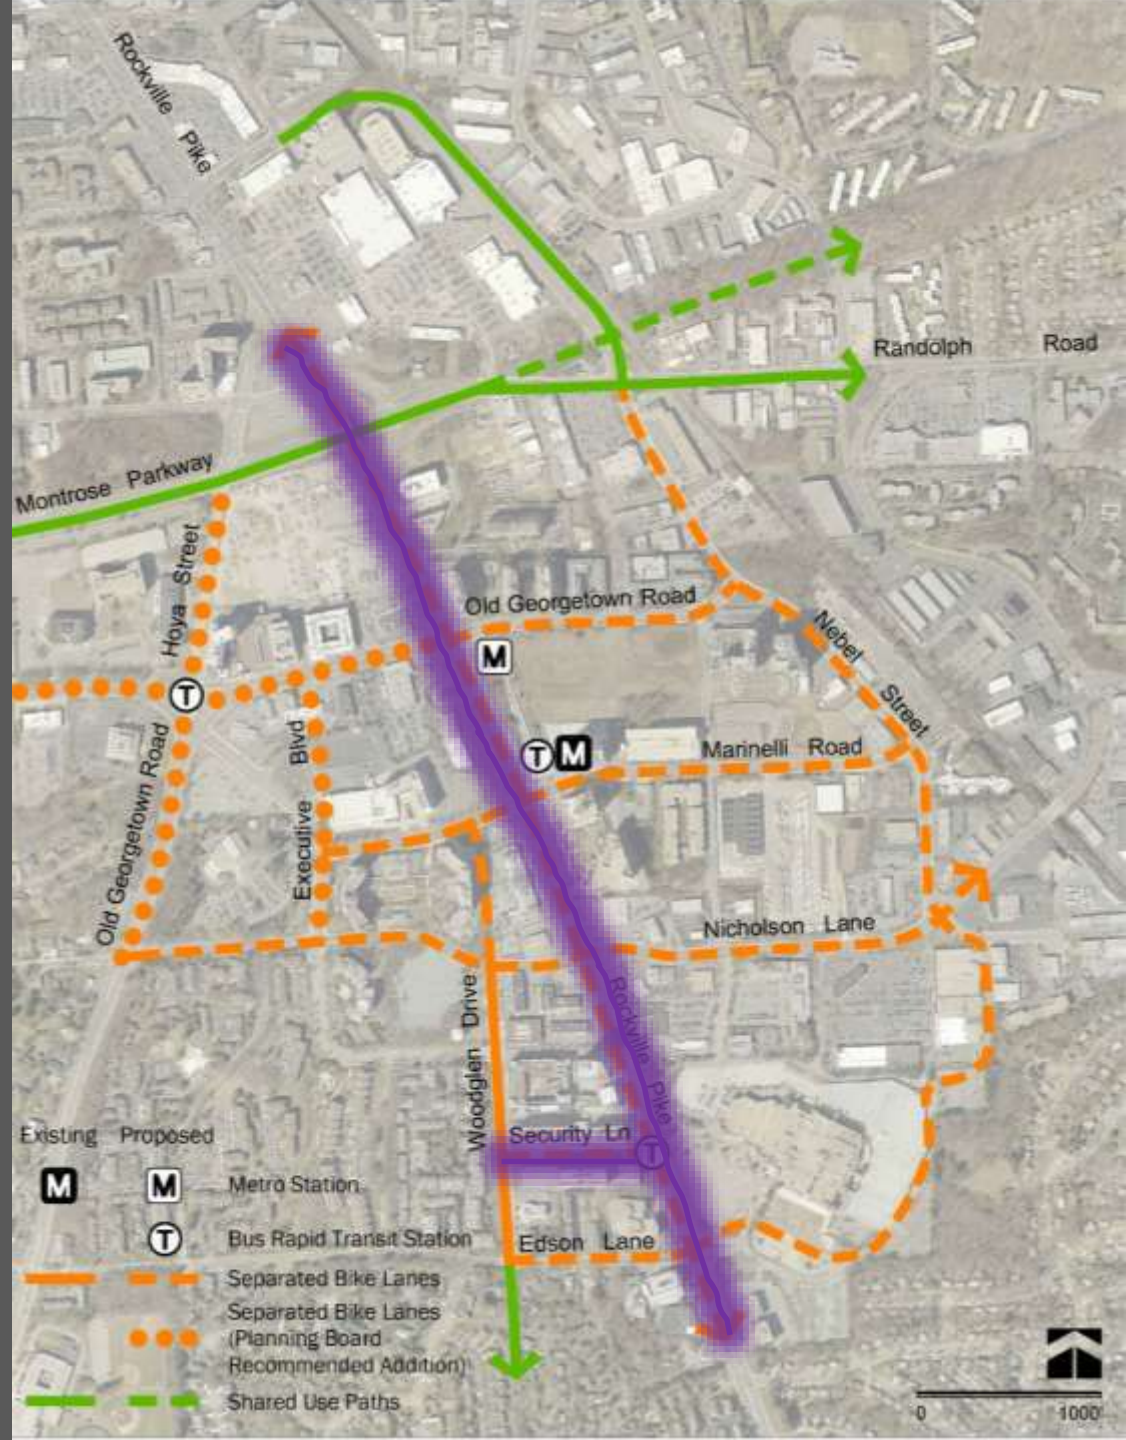 Rockville Pike
Randolph Road
Montrose Parkway
Hoya Street
Old Georgetown Road
M
Nebel Street
T
Old Georgetown Road
Blvd
Executive
T M
Marinelli Road
Nicholson Lane
Woodglen Drive
Rockville Pike
Security Ln
T
Edson Lane
Existing Proposed
M M Metro Station
T Bus Rapid Transit Station
Separated Bike Lanes
Separated Bike Lanes
(Planning Board
Recommended Addition)
Shared Use Paths
0 1000'